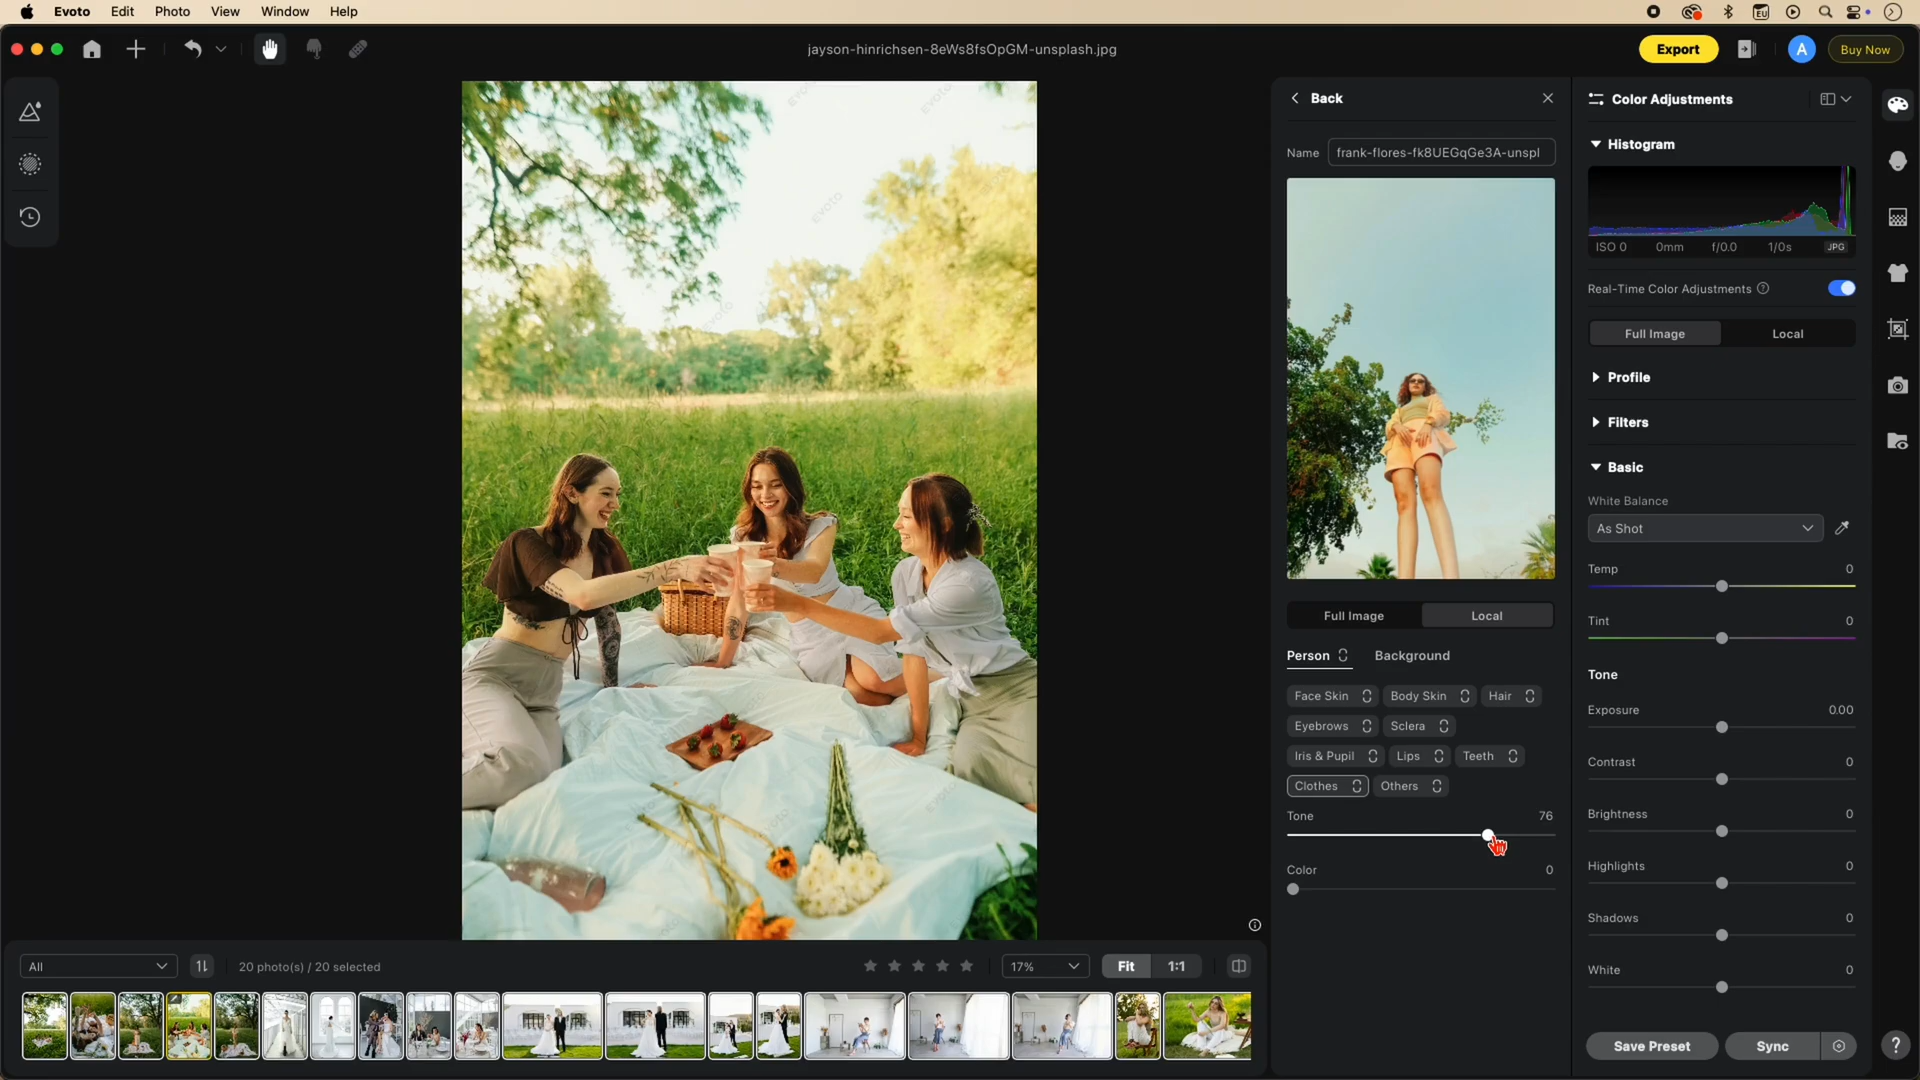 Evoto Edit Photo View Window Help
EU
jayson-hinrichsen-8eWs8fsOpGM-unsplash.jpg
Export
A
Buy Now
Back
Name frank-flores-fk8UEGqGe3A-unspl
Full Image Local
Person Background
Face Skin Body Skin Hair
Eyebrows Sclera
Iris & Pupil Lips Teeth
Clothes Others
Tone 76
Color 0
Color Adjustments
Histogram
ISO 0 0mm f/0.0 1/0s JPG
Real-Time Color Adjustments
Full Image Local
Profile
Filters
Basic
White Balance
As Shot
Temp 0
Tint 0
Tone
Exposure 0.00
Contrast 0
Brightness 0
Highlights 0
Shadows 0
White 0
Save Preset Sync
?
All 20 photo(s) / 20 selected 17% Fit 1:1
EVOTO
EVOTO
EVOTO
EVOTO